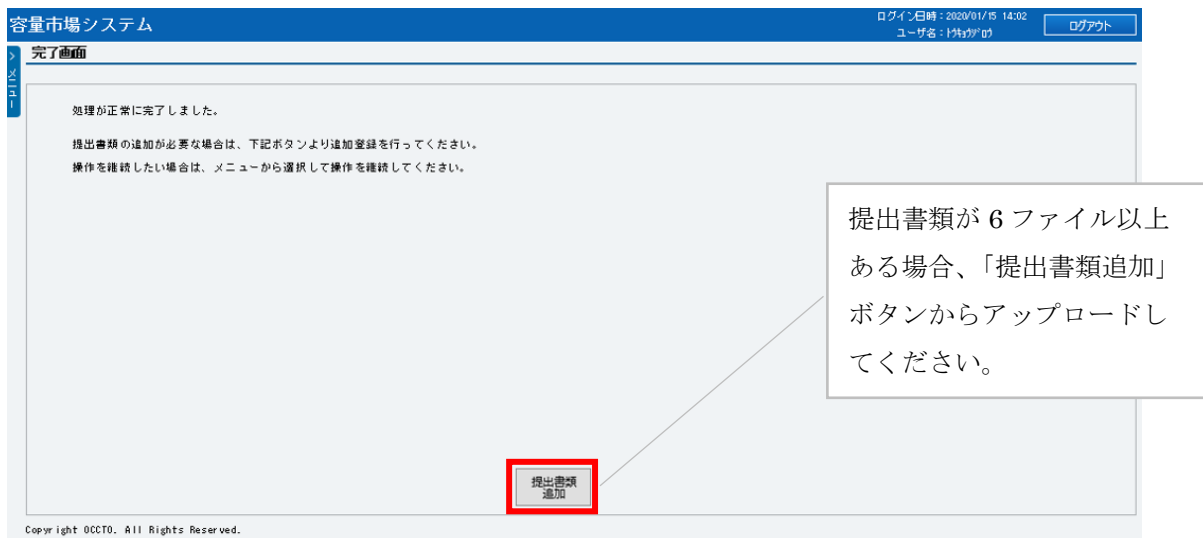 容量市場システム
ログイン日時：2020/01/15 14:02
ユーザ名：ﾄｳｷｮｳｼﾞﾛｳ
ログアウト
＞ メニュー
完了画面
処理が正常に完了しました。
提出書類の追加が必要な場合は、下記ボタンより追加登録を行ってください。
操作を継続したい場合は、メニューから選択して操作を継続してください。
提出書類が 6 ファイル以上
ある場合、「提出書類追加」
ボタンからアップロードし
てください。
提出書類
追加
Copyright OCCTO. All Rights Reserved.